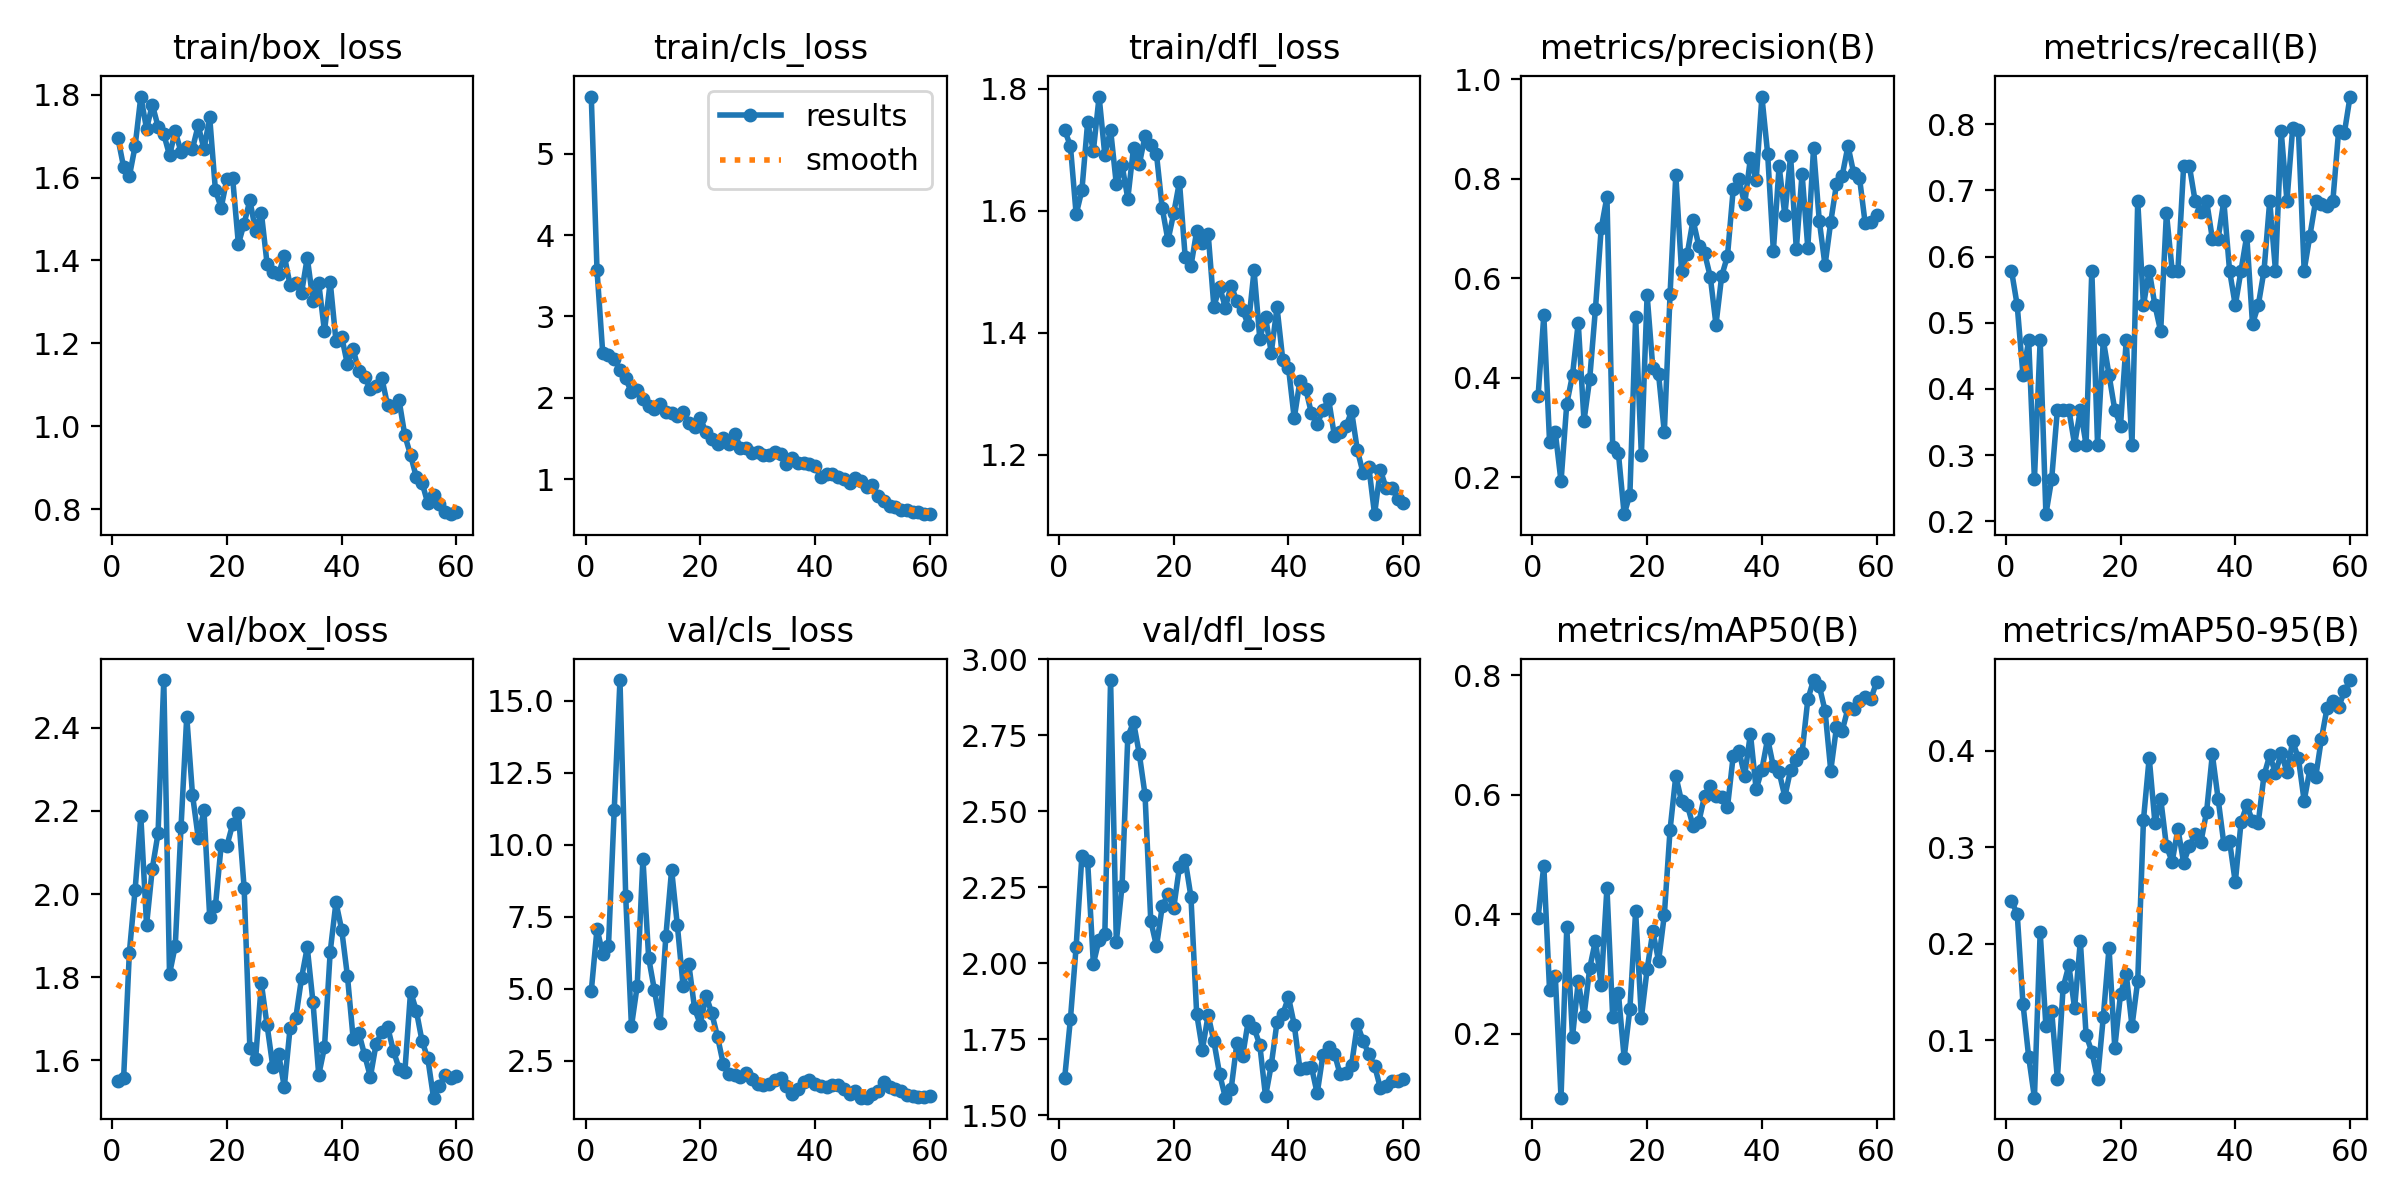 train/box_loss
train/cls_loss
train/dfl_loss
metrics/precision(B)
metrics/recall(B)
1.8
1.6
1.4
1.2
1.0
0.8
0 20 40 60
results
smooth
5
4
3
2
1
0 20 40 60
1.8
1.6
1.4
1.2
0 20 40 60
1.0
0.8
0.6
0.4
0.2
0 20 40 60
0.8
0.7
0.6
0.5
0.4
0.3
0.2
0 20 40 60
val/box_loss
val/cls_loss
val/dfl_loss
metrics/mAP50(B)
metrics/mAP50-95(B)
2.4
2.2
2.0
1.8
1.6
0 20 40 60
15.0
12.5
10.0
7.5
5.0
2.5
0 20 40 60
3.00
2.75
2.50
2.25
2.00
1.75
1.50
0 20 40 60
0.8
0.6
0.4
0.2
0 20 40 60
0.4
0.3
0.2
0.1
0 20 40 60